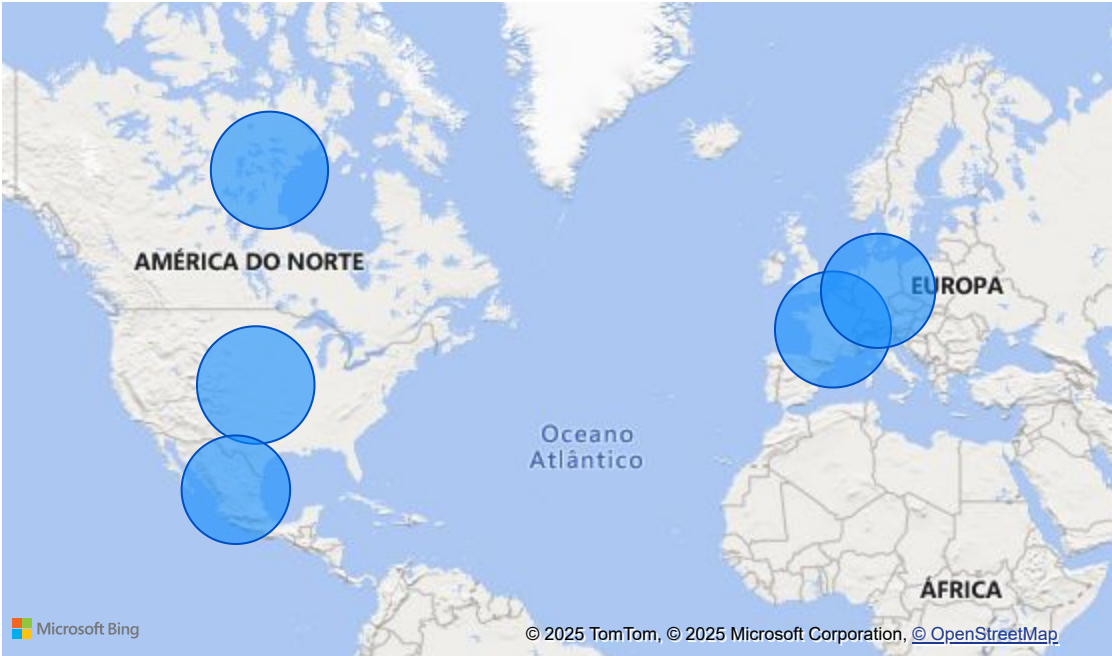 AMÉRICA DO NORTE
EUROPA
Oceano
Atlântico
ÁFRICA
Microsoft Bing
© 2025 TomTom, © 2025 Microsoft Corporation, © OpenStreetMap